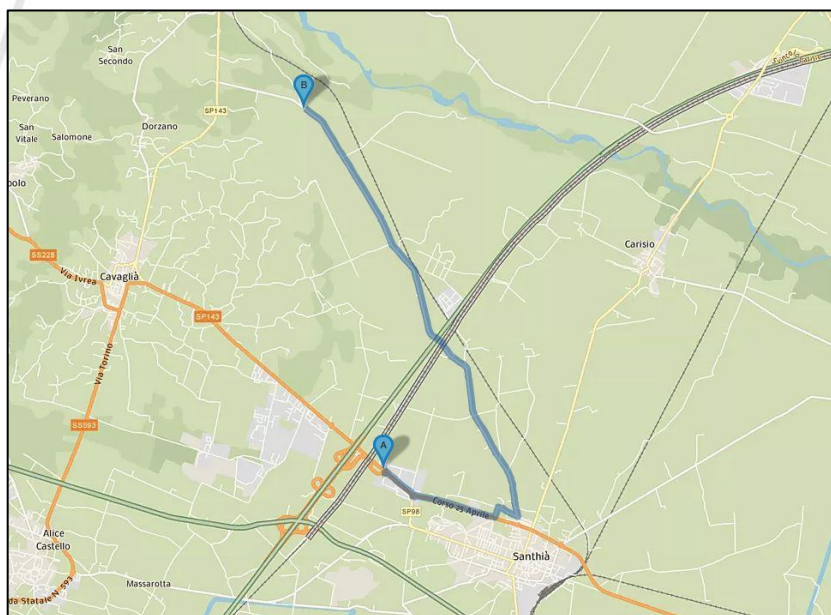 San
Secondo
Peverano
San
Vitale
Salomone
Dorzano
SP143
B
polo
SS228
Via Ivrea
Cavaglià
SP143
Carisio
Via Torino
SS593
A
Corso 25 Aprile
SP98
Santhià
Alice
Castello
Massarotta
da Statale N. 593